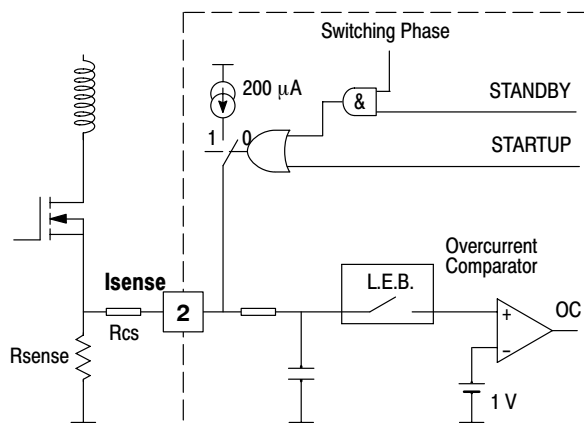 Switching Phase
200 µA
&
STANDBY
1 0
STARTUP
Overcurrent
Comparator
Isense
L.E.B.
2
+
OC
Rcs
−
Rsense
1 V